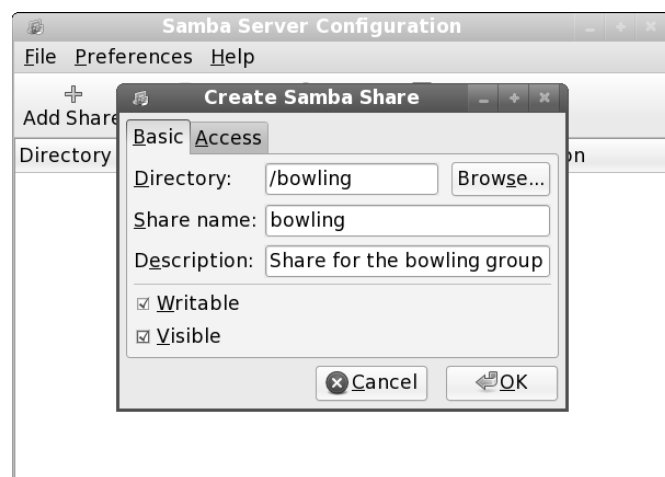 Samba Server Configuration
File Preferences Help
Add Share
Create Samba Share
Basic Access
Directory
Directory: /bowling Browse...
Share name: bowling
Description: Share for the bowling group
Writable
Visible
Cancel OK